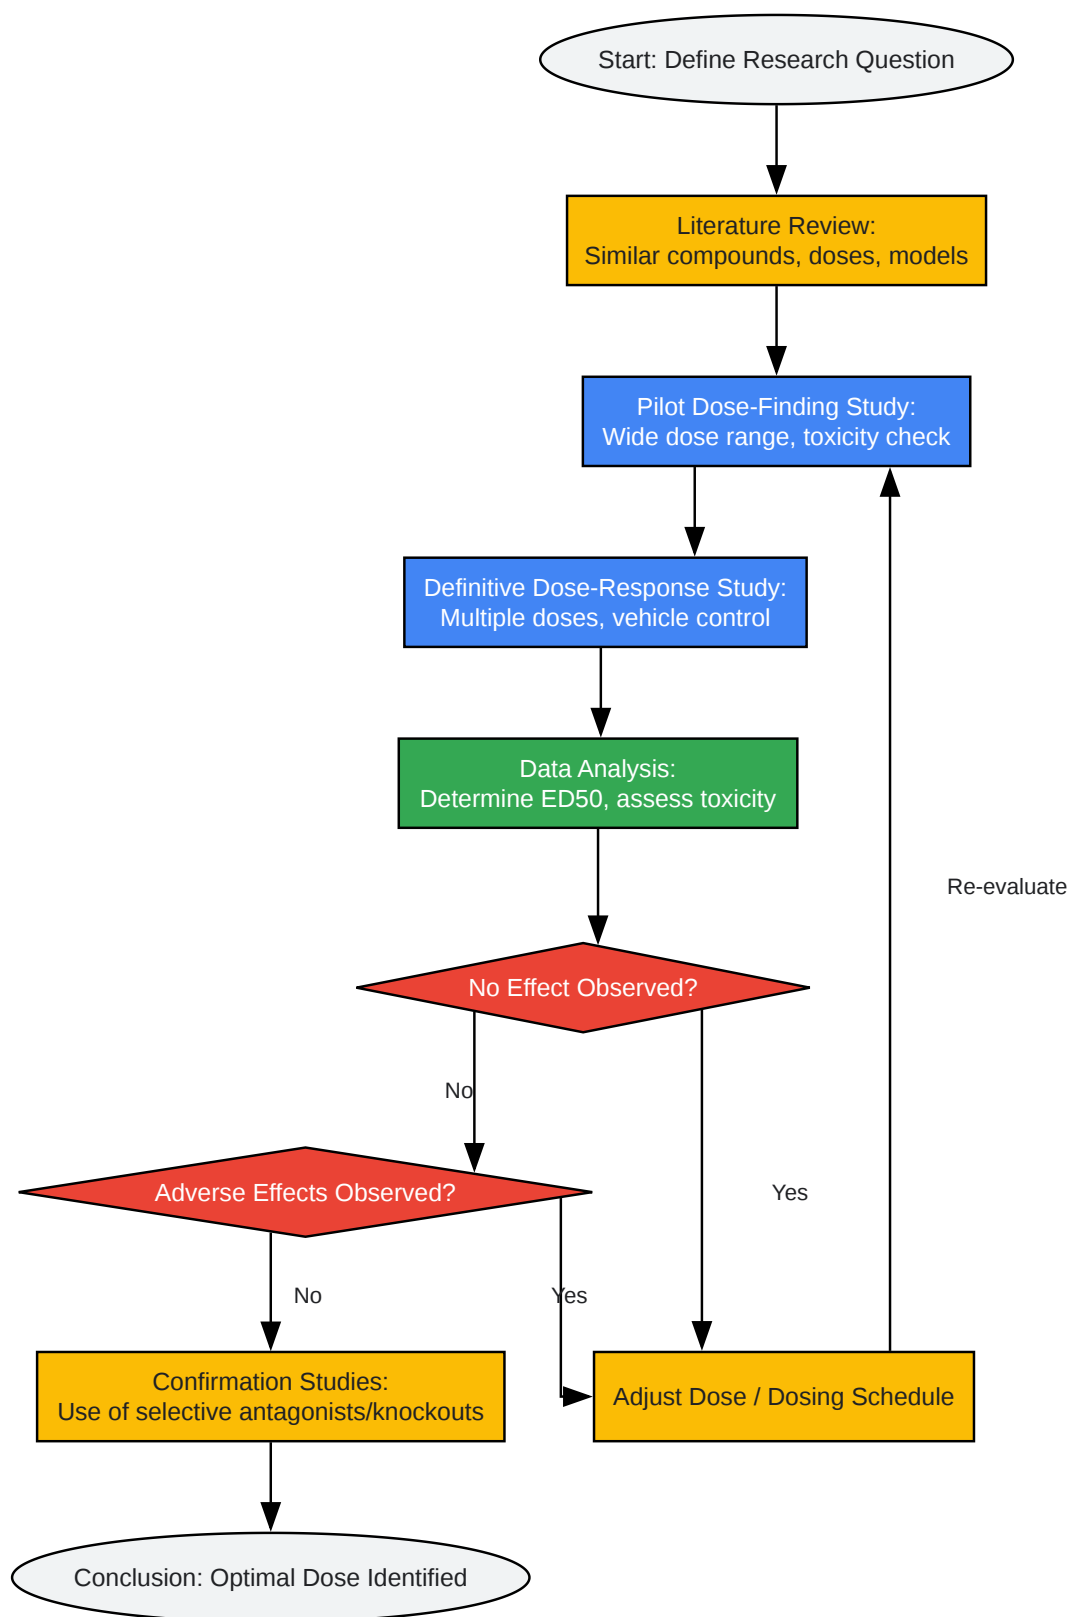 Start: Define Research Question
Literature Review:
Similar compounds, doses, models
Pilot Dose-Finding Study:
Wide dose range, toxicity check
Definitive Dose-Response Study:
Multiple doses, vehicle control
Data Analysis:
Determine ED50, assess toxicity
Re-evaluate
No Effect Observed?
No
Adverse Effects Observed?
Yes
No
Yes
Confirmation Studies:
Use of selective antagonists/knockouts
Adjust Dose / Dosing Schedule
Conclusion: Optimal Dose Identified